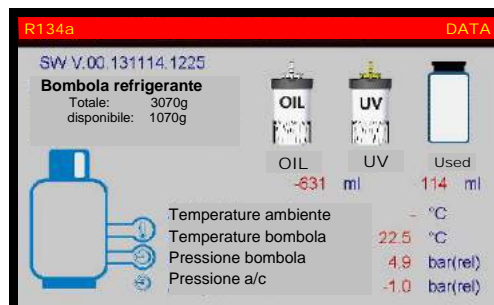 R134a DATA
SW V.00.131114.1225
Bombola refrigerante
Totale: 3070g
disponibile: 1070g
OIL UV
OIL UV Used
-631 ml 114 ml
Temperature ambiente - °C
Temperatura bombola 22.5 °C
Pressione bombola 4.9 bar(rel)
Pressione a/c -1.0 bar(rel)